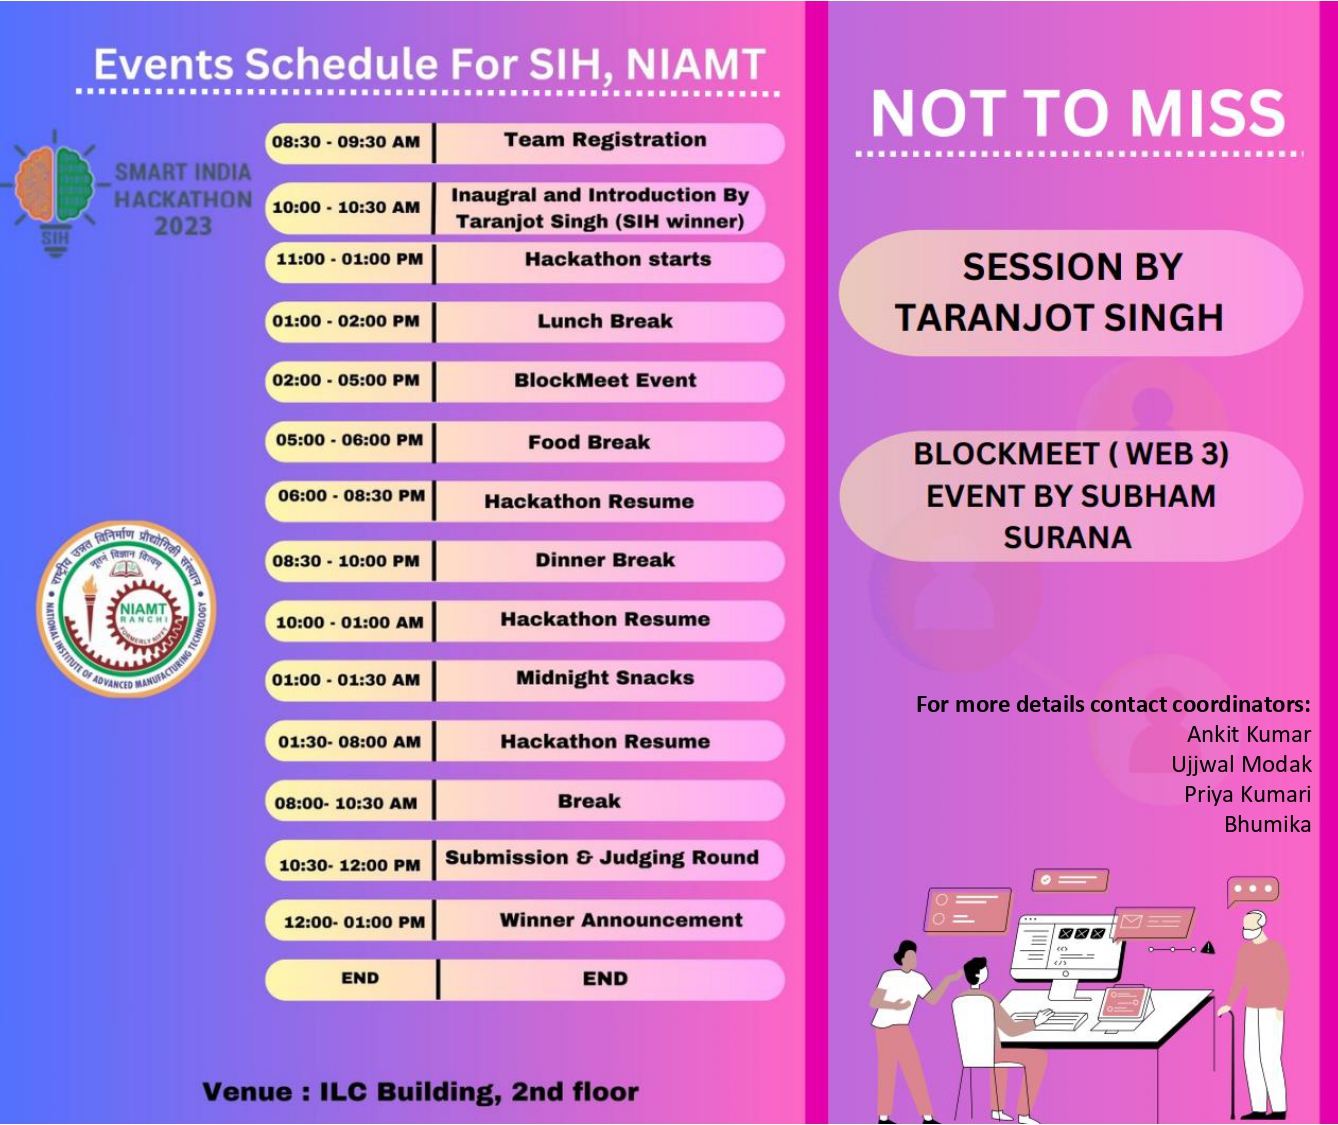 Events Schedule For SIH, NIAMT
SMART INDIA
HACKATHON
2023
SIH
08:30 - 09:30 AM Team Registration
10:00 - 10:30 AM Inaugral and Introduction By
Taranjot Singh (SIH winner)
11:00 - 01:00 PM Hackathon starts
01:00 - 02:00 PM Lunch Break
02:00 - 05:00 PM BlockMeet Event
05:00 - 06:00 PM Food Break
06:00 - 08:30 PM Hackathon Resume
08:30 - 10:00 PM Dinner Break
10:00 - 01:00 AM Hackathon Resume
01:00 - 01:30 AM Midnight Snacks
01:30- 08:00 AM Hackathon Resume
08:00- 10:30 AM Break
10:30- 12:00 PM Submission & Judging Round
12:00- 01:00 PM Winner Announcement
END END
राष्ट्रीय उन्नत विनिर्माण प्रौद्योगिकी संस्थान
नूतनं विज्ञान विश्वम्
NIAMT
RANCHI
FORMERLY NIFFT
NATIONAL INSTITUTE OF ADVANCED MANUFACTURING TECHNOLOGY
Venue : ILC Building, 2nd floor
NOT TO MISS
SESSION BY
TARANJOT SINGH
BLOCKMEET ( WEB 3)
EVENT BY SUBHAM
SURANA
For more details contact coordinators:
Ankit Kumar
Ujjwal Modak
Priya Kumari
Bhumika